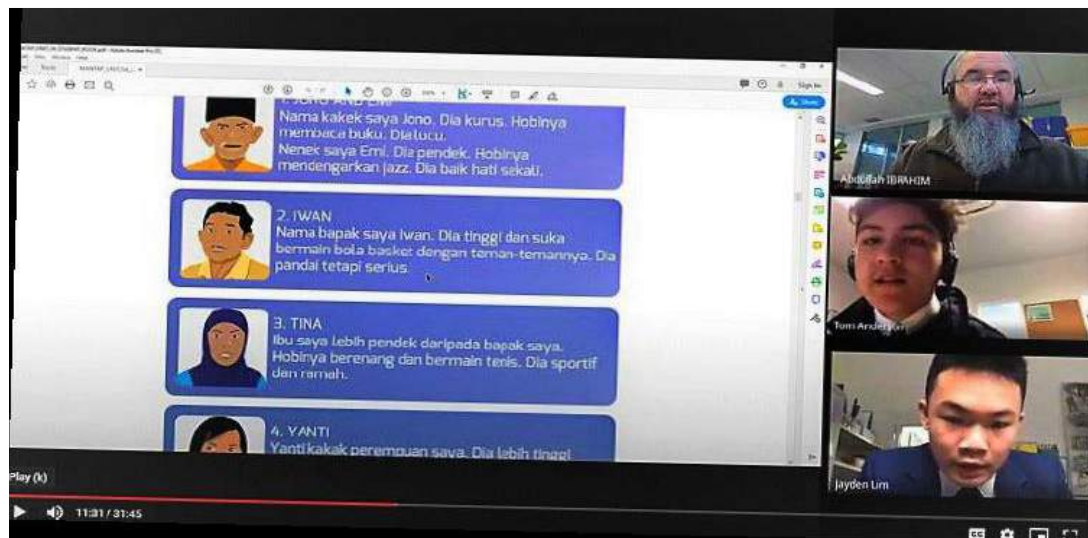 Sign In
Share
1. JONO AND EMI
Nama kakek saya Jono. Dia kurus. Hobinya
membaca buku. Dia lucu.
Nenek saya Emi. Dia pendek. Hobinya
mendengarkan jazz. Dia baik hati sekali.
2. IWAN
Nama bapak saya Iwan. Dia tinggi dan suka
bermain bola basket dengan teman-temannya. Dia
pandai tetapi serius.
3. TINA
Ibu saya lebih pendek daripada bapak saya.
Hobinya berenang dan bermain tenis. Dia sportif
dan ramah.
4. YANTI
Yanti kakak perempuan saya. Dia lebih tinggi
Abdullah IBRAHIM
Tom Anderson
Jayden Lim
Play (k)
11:31 / 31:45
CC